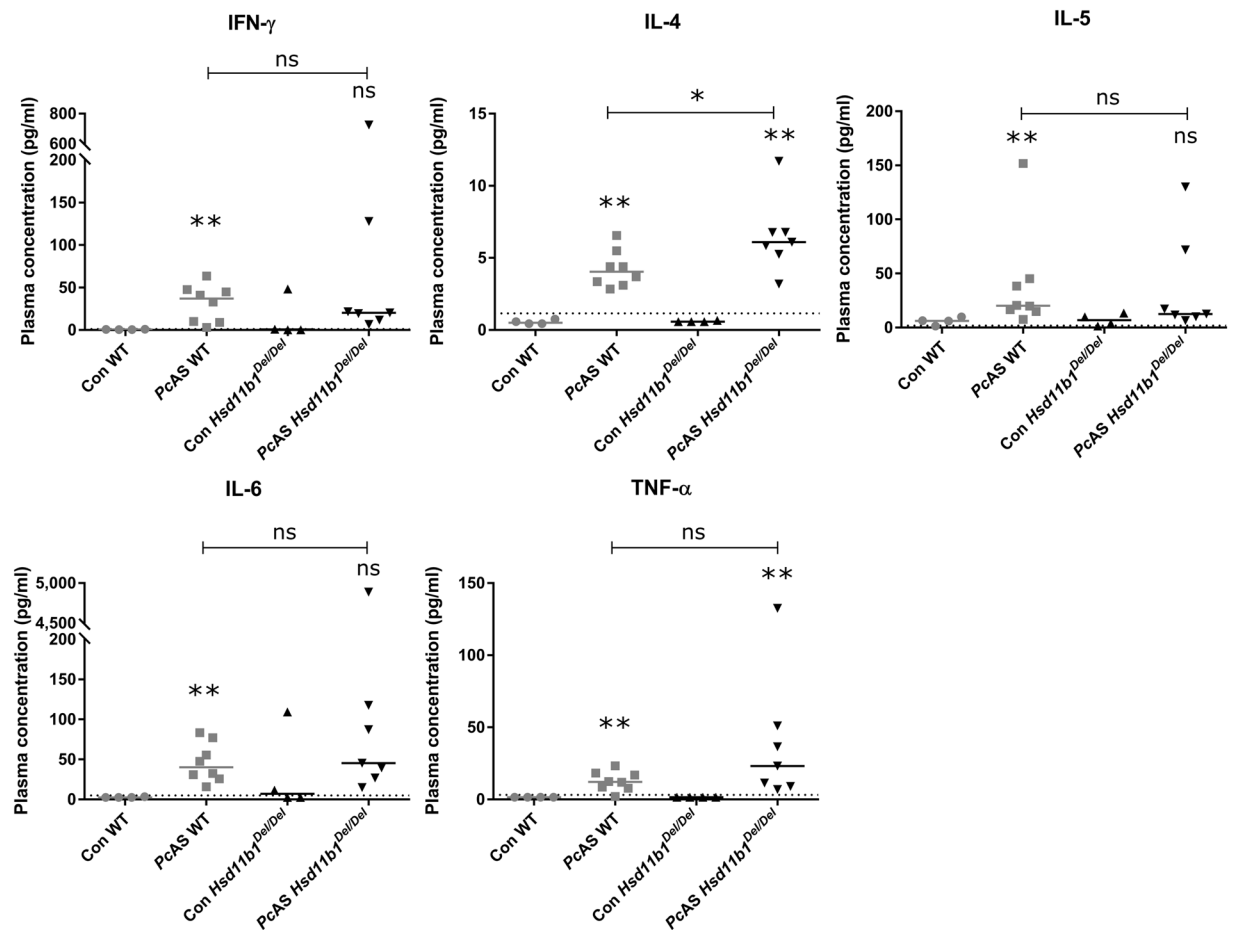 IFN-γ
ns
ns
**
Plasma concentration (pg/ml)
800
600
200
150
100
50
0
Con WT
PcAS WT
Con Hsd11b1Del/Del
PcAS Hsd11b1Del/Del
IL-4
*
**
**
Plasma concentration (pg/ml)
15
10
5
0
Con WT
PcAS WT
Con Hsd11b1Del/Del
PcAS Hsd11b1Del/Del
IL-5
ns
**
ns
Plasma concentration (pg/ml)
200
150
100
50
0
Con WT
PcAS WT
Con Hsd11b1Del/Del
PcAS Hsd11b1Del/Del
IL-6
ns
ns
**
Plasma concentration (pg/ml)
5,000
4,500
200
150
100
50
0
Con WT
PcAS WT
Con Hsd11b1Del/Del
PcAS Hsd11b1Del/Del
TNF-α
ns
**
**
Plasma concentration (pg/ml)
150
100
50
0
Con WT
PcAS WT
Con Hsd11b1Del/Del
PcAS Hsd11b1Del/Del